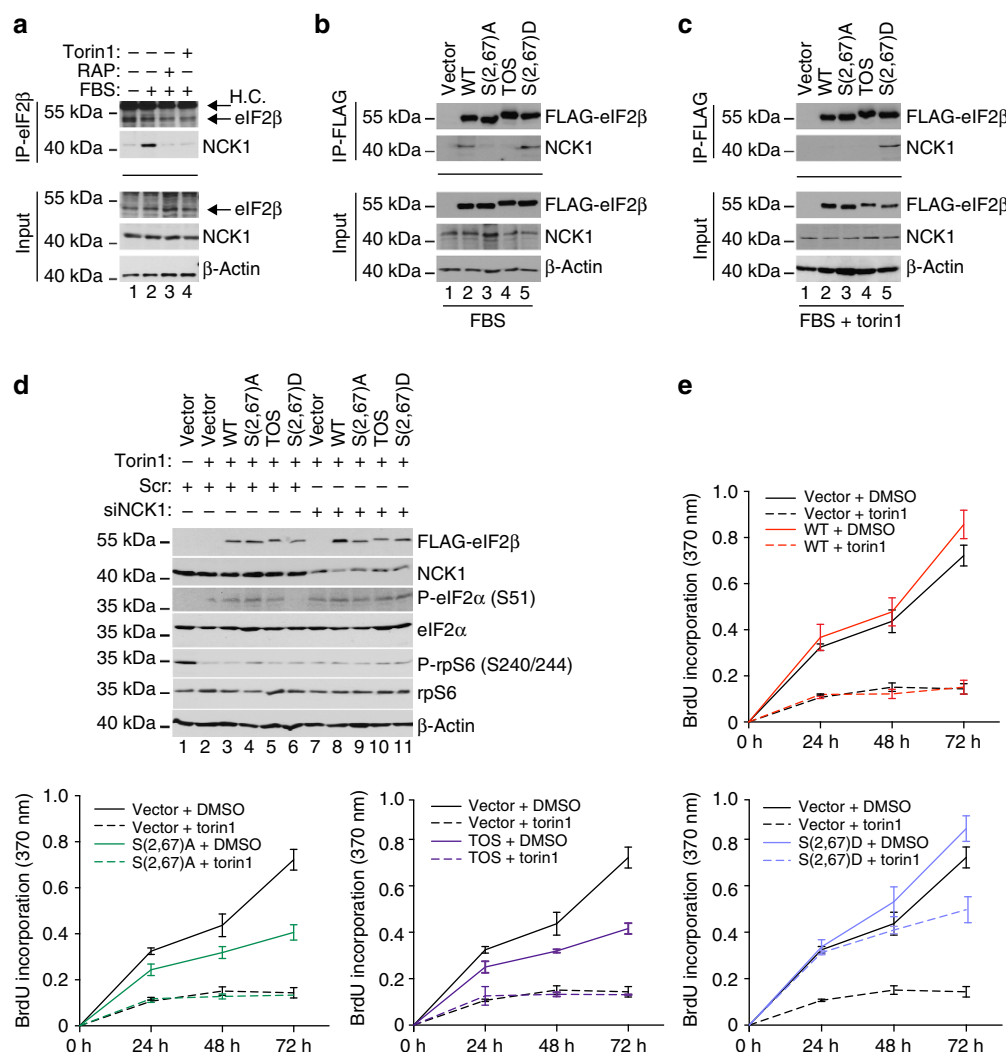 a
Torin1: – – – +
RAP: – – + –
FBS: – + + +
IP-eIF2β
H.C.
55 kDa
eIF2β
40 kDa
NCK1
Input
55 kDa
eIF2β
40 kDa
NCK1
40 kDa
β-Actin
1 2 3 4
b
Vector WT S(2,67)A TOS S(2,67)D
IP-FLAG
55 kDa
FLAG-eIF2β
40 kDa
NCK1
Input
55 kDa
FLAG-eIF2β
40 kDa
NCK1
40 kDa
β-Actin
1 2 3 4 5
FBS
c
Vector WT S(2,67)A TOS S(2,67)D
IP-FLAG
55 kDa
FLAG-eIF2β
40 kDa
NCK1
Input
55 kDa
FLAG-eIF2β
40 kDa
NCK1
40 kDa
β-Actin
1 2 3 4 5
FBS + torin1
d
Vector Vector WT S(2,67)A TOS S(2,67)D Vector WT S(2,67)A TOS S(2,67)D
Torin1: – + + + + + + + + + +
Scr: + + + + + + – – – – –
siNCK1: – – – – – – + + + + +
55 kDa
FLAG-eIF2β
40 kDa
NCK1
35 kDa
P-eIF2α (S51)
35 kDa
eIF2α
35 kDa
P-rpS6 (S240/244)
35 kDa
rpS6
40 kDa
β-Actin
1 2 3 4 5 6 7 8 9 10 11
e
BrdU incorporation (370 nm)
1.0
0.8
0.6
0.4
0.2
0
Vector + DMSO
Vector + torin1
WT + DMSO
WT + torin1
0 h 24 h 48 h 72 h
BrdU incorporation (370 nm)
1.0
0.8
0.6
0.4
0.2
0
Vector + DMSO
Vector + torin1
S(2,67)A + DMSO
S(2,67)A + torin1
0 h 24 h 48 h 72 h
BrdU incorporation (370 nm)
1.0
0.8
0.6
0.4
0.2
0
Vector + DMSO
Vector + torin1
TOS + DMSO
TOS + torin1
0 h 24 h 48 h 72 h
BrdU incorporation (370 nm)
1.0
0.8
0.6
0.4
0.2
0
Vector + DMSO
Vector + torin1
S(2,67)D + DMSO
S(2,67)D + torin1
0 h 24 h 48 h 72 h